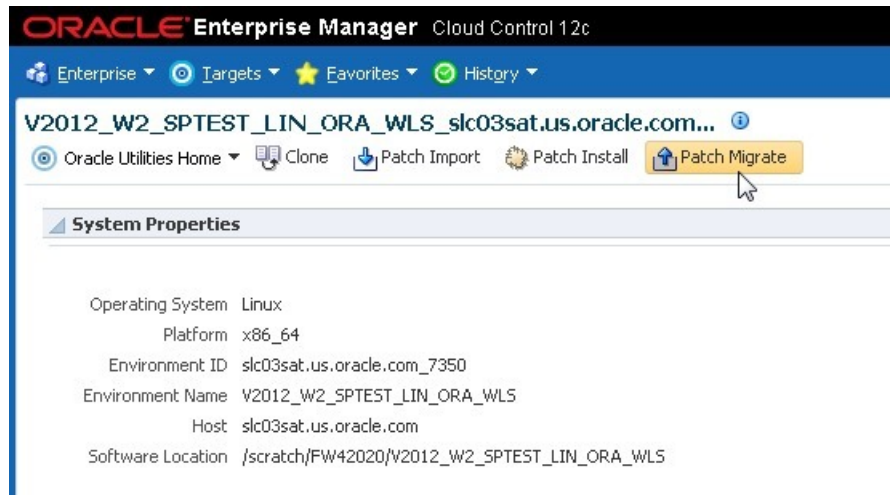 ORACLE Enterprise Manager Cloud Control 12c
Enterprise Targets Favorites History
V2012_W2_SPTEST_LIN_ORA_WLS_slc03sat.us.oracle.com...
Oracle Utilities Home Clone Patch Import Patch Install Patch Migrate
System Properties
Operating System Linux
Platform x86_64
Environment ID slc03sat.us.oracle.com_7350
Environment Name V2012_W2_SPTEST_LIN_ORA_WLS
Host slc03sat.us.oracle.com
Software Location /scratch/FW42020/V2012_W2_SPTEST_LIN_ORA_WLS